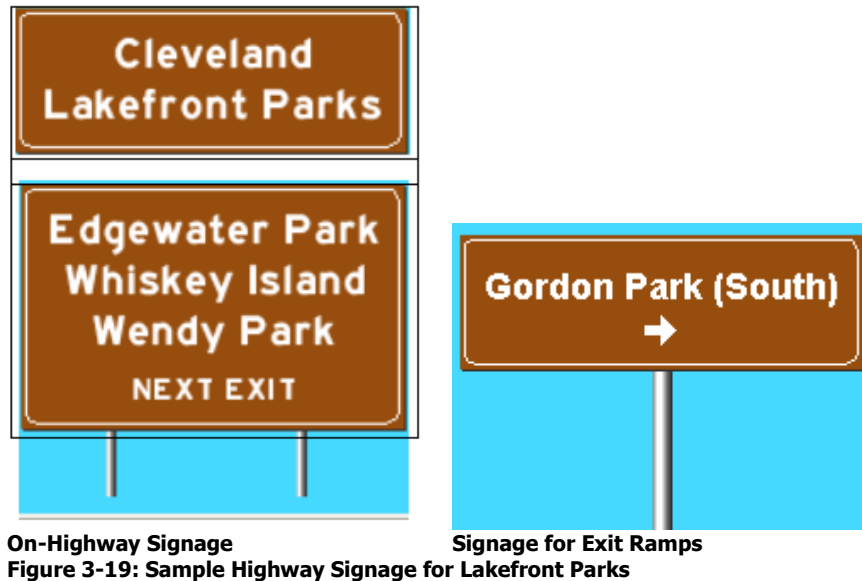 Cleveland
Lakefront Parks
Edgewater Park
Whiskey Island
Wendy Park
NEXT EXIT
Gordon Park (South)
On-Highway Signage
Signage for Exit Ramps
Figure 3-19: Sample Highway Signage for Lakefront Parks